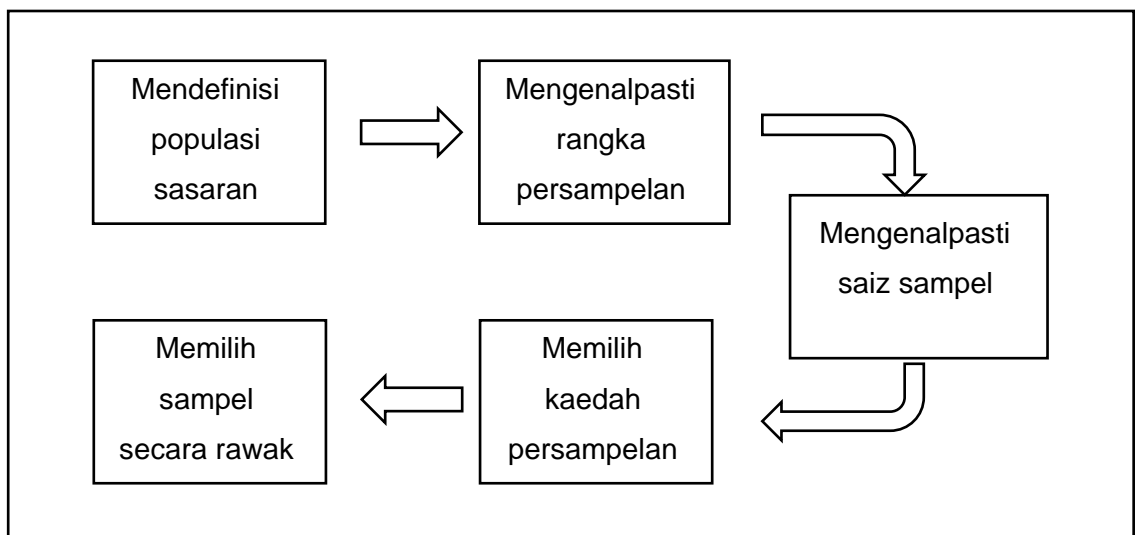 Mendefinisi
populasi
sasaran
Mengenalpasti
rangka
persampelan
Mengenalpasti
saiz sampel
Memilih
kaedah
persampelan
Memilih
sampel
secara rawak